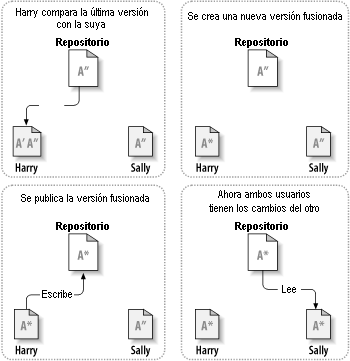 Harry compara la última versión
con la suya
Repositorio
A"
A' A"
Harry
Sally
Se crea una nueva versión fusionada
Repositorio
A"
A*
A"
Harry
Sally
Se publica la versión fusionada
Repositorio
A*
Escribe
A*
A"
Harry
Sally
Ahora ambos usuarios
tienen los cambios del otro
Repositorio
A*
Lee
A*
A*
Harry
Sally